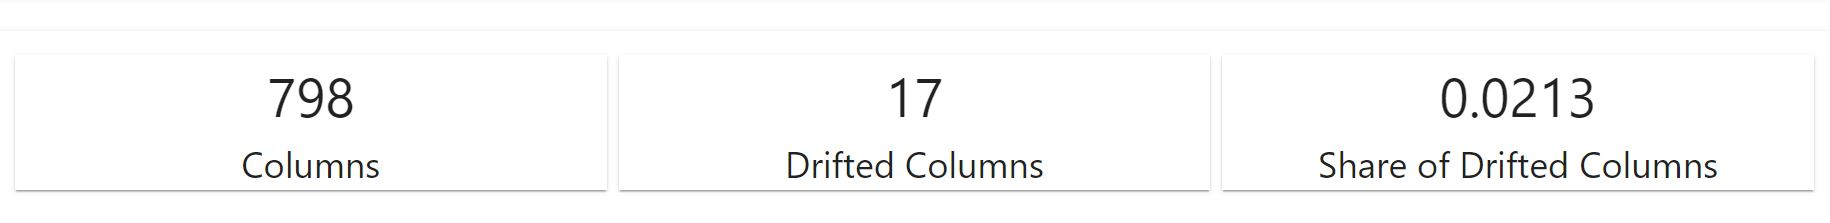 798
Columns
17
Drifted Columns
0.0213
Share of Drifted Columns